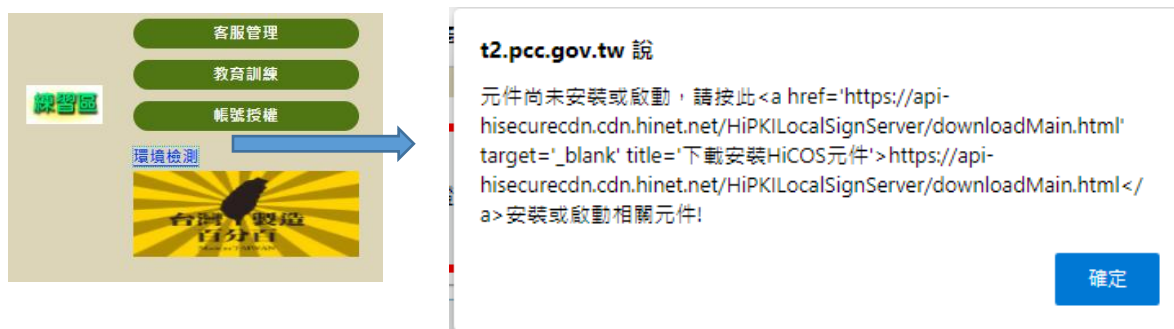 客服管理
教育訓練
練習區
帳號授權
環境檢測
台灣製造
百分百
Made in TAIWAN
t2.pcc.gov.tw 說
元件尚未安裝或啟動，請按此<a href='https://api-
hisecurecdn.cdn.hinet.net/HiPKILocalSignServer/downloadMain.html'
target='_blank' title='下載安裝HiCOS元件'>https://api-
hisecurecdn.cdn.hinet.net/HiPKILocalSignServer/downloadMain.html</
a>安裝或啟動相關元件!
確定